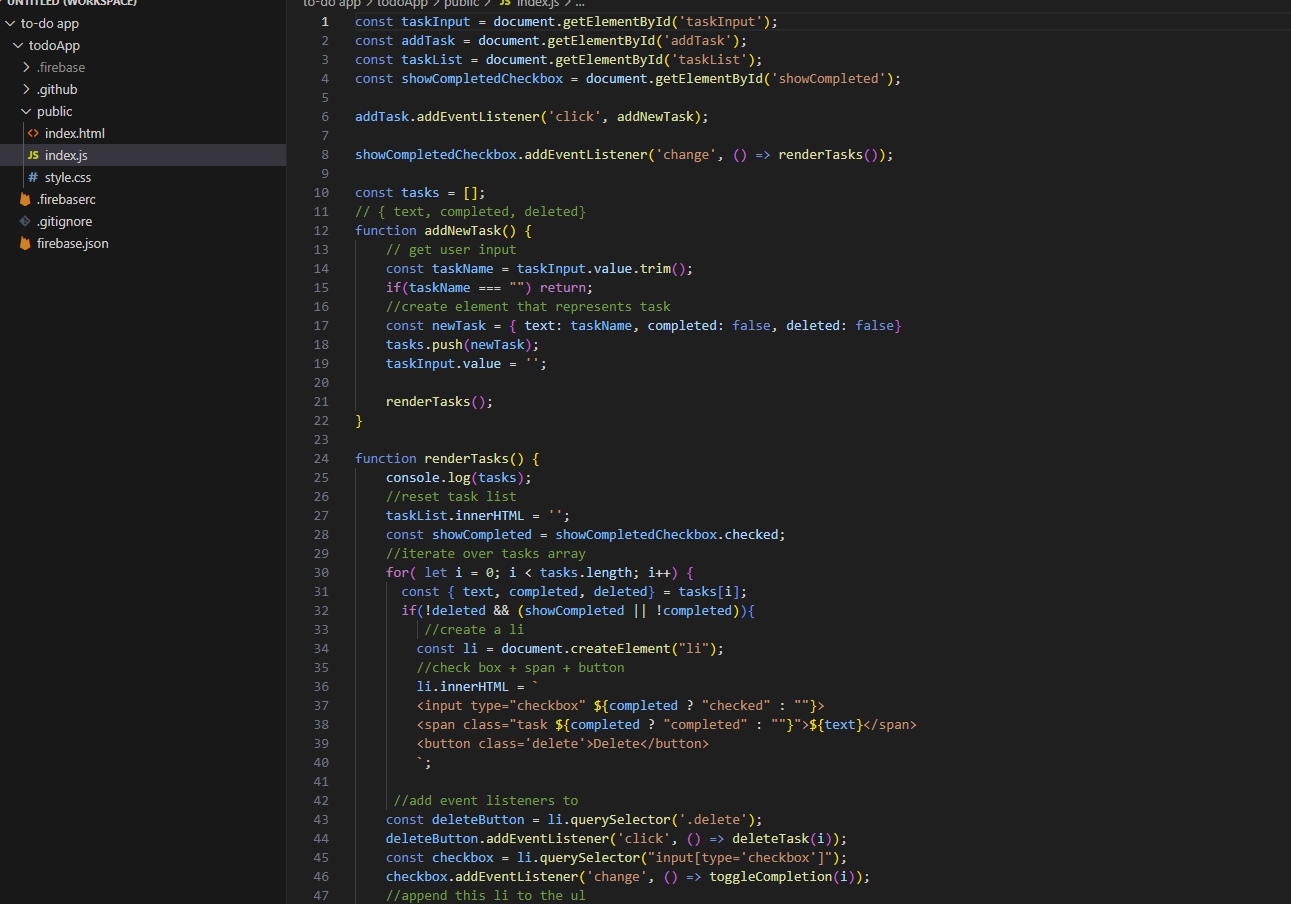 UNTITLED (WORKSPACE)
to-do app
todoApp
.firebase
.github
public
index.html
JS index.js
# style.css
.firebaserc
.gitignore
firebase.json
to-do app > todoApp > public > JS index.js > ...
1 const taskInput = document.getElementById('taskInput');
2 const addTask = document.getElementById('addTask');
3 const taskList = document.getElementById('taskList');
4 const showCompletedCheckbox = document.getElementById('showCompleted');
5
6 addTask.addEventListener('click', addNewTask);
7
8 showCompletedCheckbox.addEventListener('change', () => renderTasks());
9
10 const tasks = [];
11 // { text, completed, deleted}
12 function addNewTask() {
13 // get user input
14 const taskName = taskInput.value.trim();
15 if(taskName === "") return;
16 //create element that represents task
17 const newTask = { text: taskName, completed: false, deleted: false}
18 tasks.push(newTask);
19 taskInput.value = '';
20
21 renderTasks();
22 }
23
24 function renderTasks() {
25 console.log(tasks);
26 //reset task list
27 taskList.innerHTML = '';
28 const showCompleted = showCompletedCheckbox.checked;
29 //iterate over tasks array
30 for( let i = 0; i < tasks.length; i++) {
31 const { text, completed, deleted} = tasks[i];
32 if(!deleted && (showCompleted || !completed)){
33 //create a li
34 const li = document.createElement("li");
35 //check box + span + button
36 li.innerHTML = `
37 <input type="checkbox" ${completed ? "checked" : ""}>
38 <span class="task ${completed ? "completed" : ""}">${text}</span>
39 <button class='delete'>Delete</button>
40 `;
41
42 //add event listeners to
43 const deleteButton = li.querySelector('.delete');
44 deleteButton.addEventListener('click', () => deleteTask(i));
45 const checkbox = li.querySelector("input[type='checkbox']");
46 checkbox.addEventListener('change', () => toggleCompletion(i));
47 //append this li to the ul